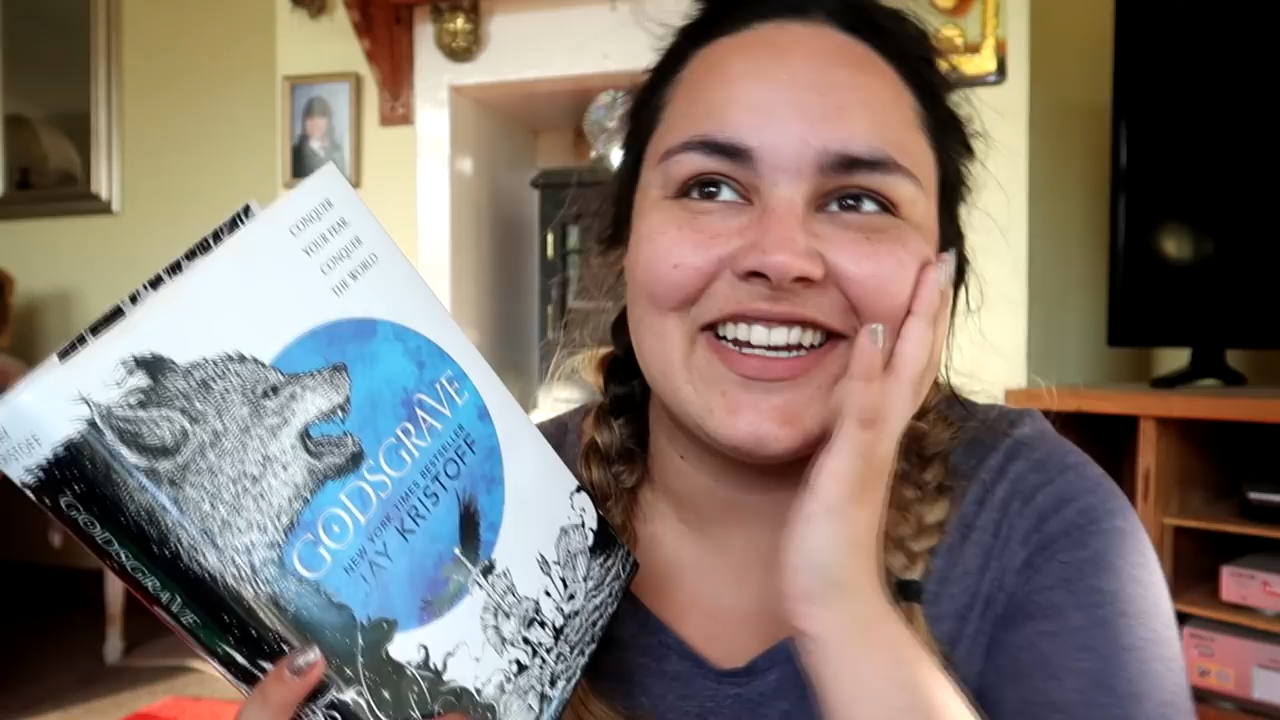 CONQUER
YOUR FEAR
CONQUER
THE WORLD
GODSGRAVE
NEW YORK TIMES BESTSELLER
JAY KRISTOFF
GODSGRAVE